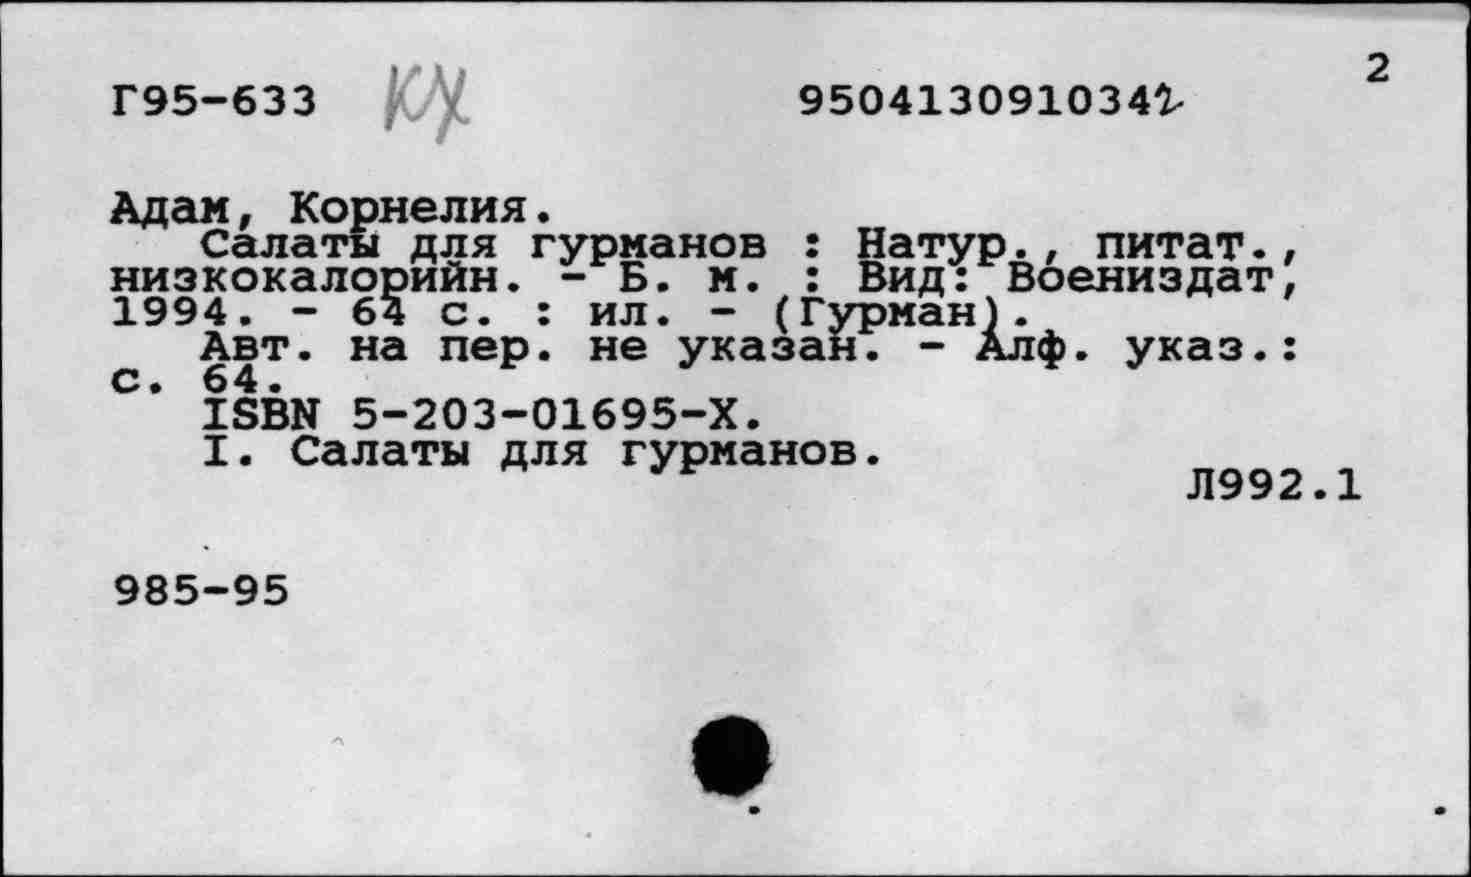 2
Г95-633 КХ 9504130910342
Адам, Корнелия.
Салаты для гурманов : Натур., питат.,
низкокалорийн. - Б. м. : Вид: Воениздат,
1994. - 64 с. : ил. - (Гурман).
Авт. на пер. не указан. - Алф. указ.:
с. 64.
ISBN 5-203-01695-X.
I. Салаты для гурманов.
Л992.1
985-95